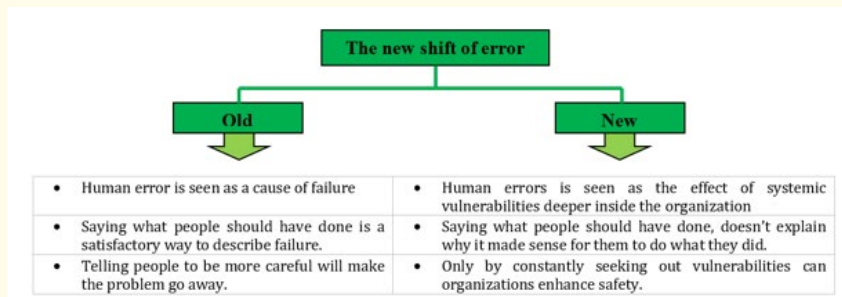 The new shift of error
Old
New
• Human error is seen as a cause of failure
• Human errors is seen as the effect of systemic
vulnerabilities deeper inside the organization
• Saying what people should have done is a
satisfactory way to describe failure.
• Saying what people should have done, doesn't explain
why it made sense for them to do what they did.
• Telling people to be more careful will make
the problem go away.
• Only by constantly seeking out vulnerabilities can
organizations enhance safety.